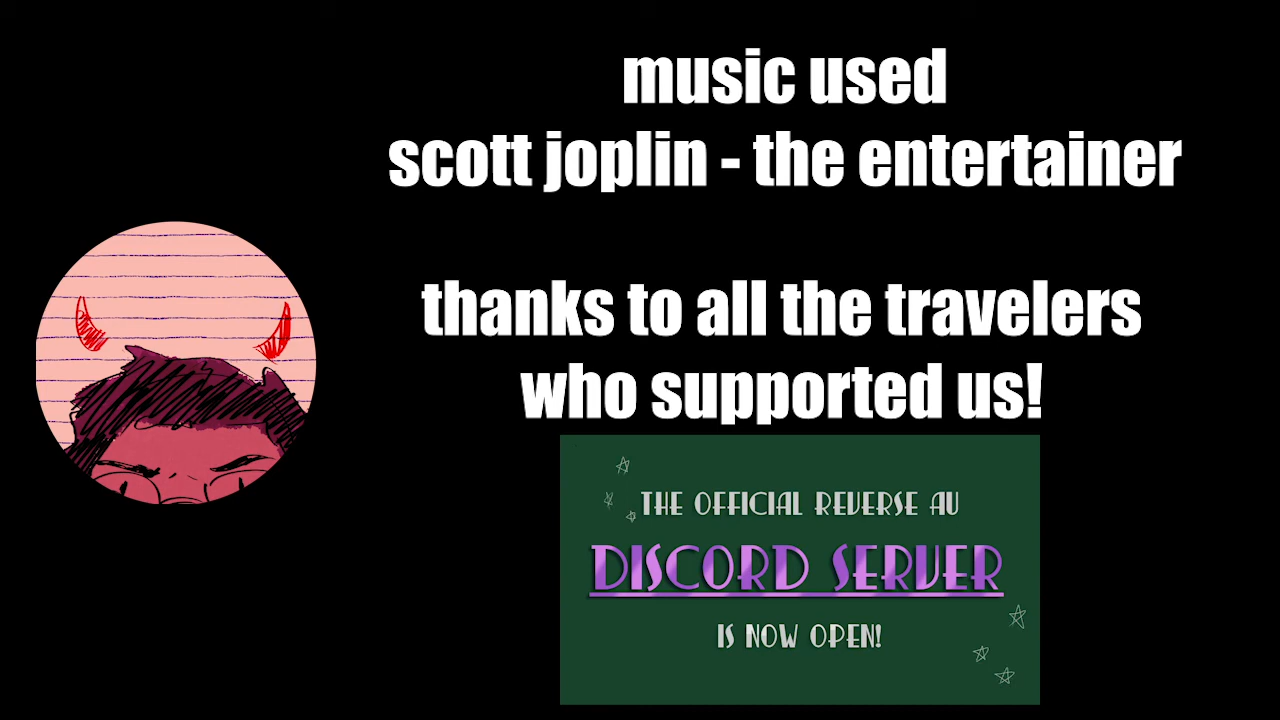 music used
scott joplin - the entertainer
thanks to all the travelers
who supported us!
THE OFFICIAL REVERSE AU
DISCORD SERVER
IS NOW OPEN!